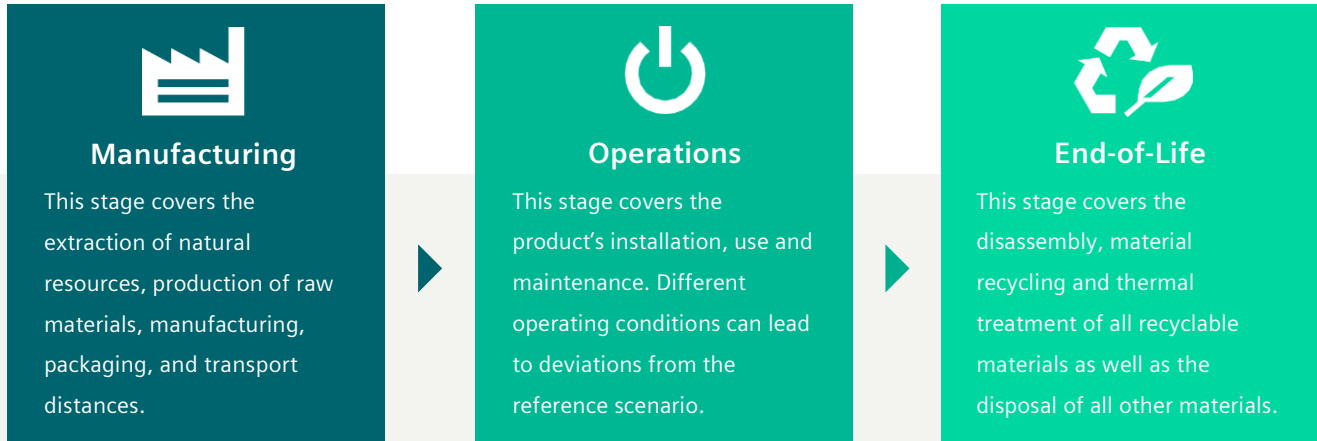 Manufacturing
This stage covers the
extraction of natural
resources, production of raw
materials, manufacturing,
packaging, and transport
distances.
Operations
This stage covers the
product’s installation, use and
maintenance. Different
operating conditions can lead
to deviations from the
reference scenario.
End-of-Life
This stage covers the
disassembly, material
recycling and thermal
treatment of all recyclable
materials as well as the
disposal of all other materials.